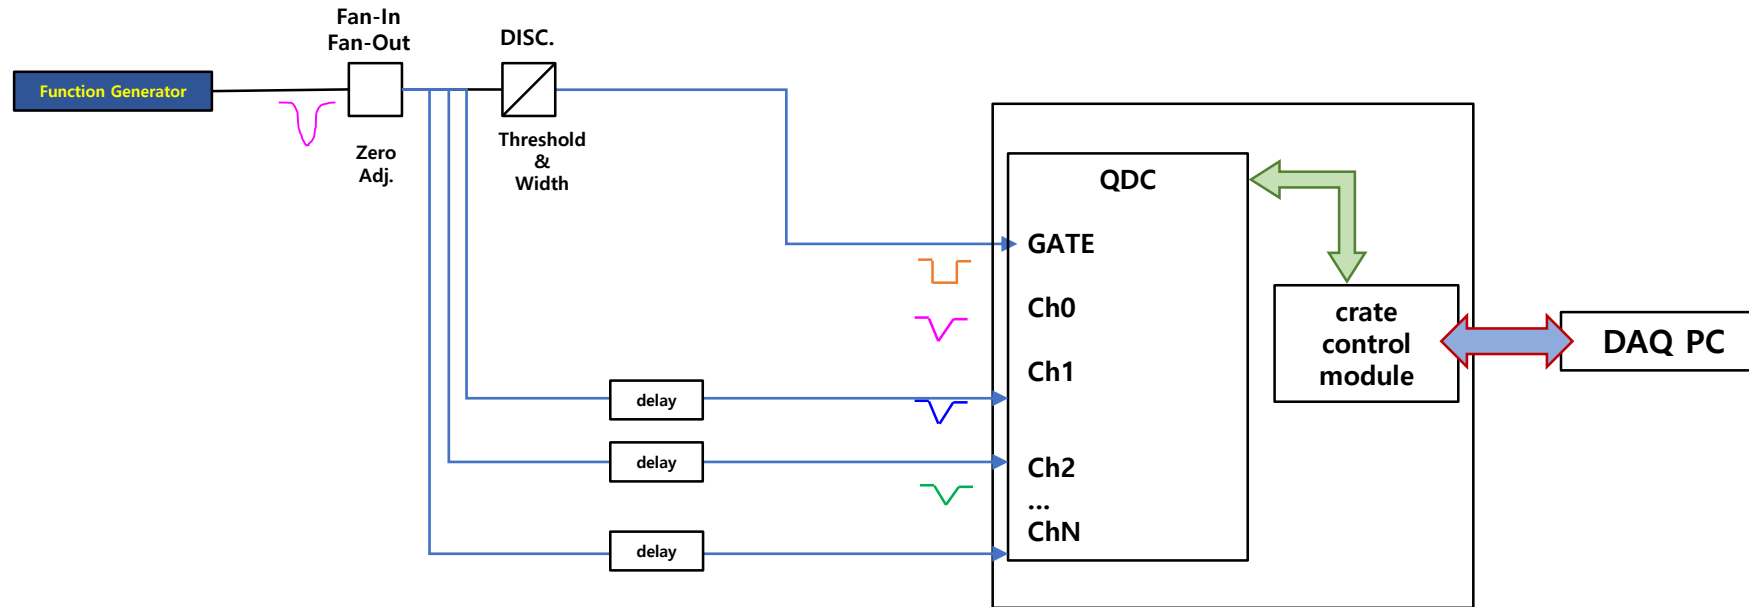 Fan-In
Fan-Out
DISC.
Function Generator
Zero
Adj.
Threshold
&
Width
QDC
GATE
Ch0
Ch1
Ch2
...
ChN
delay
delay
delay
crate
control
module
DAQ PC